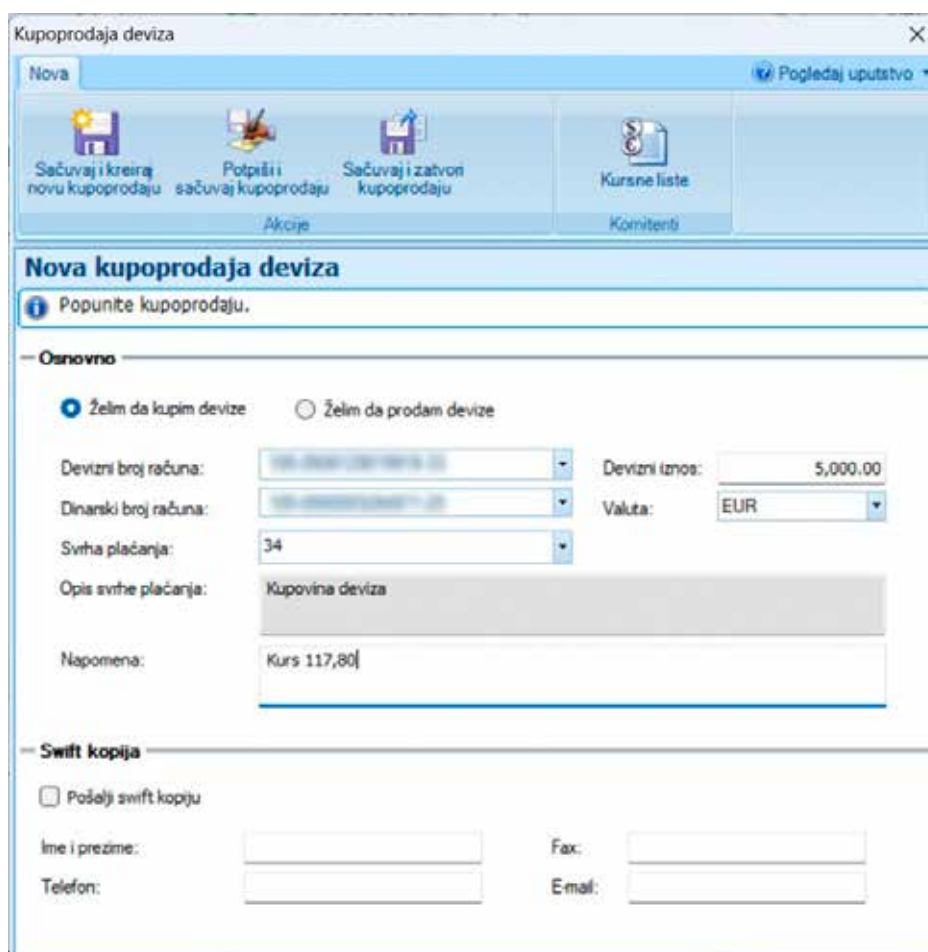 Kupoprodaja deviza
Nova
Pogledaj uputstvo
Sačuvaj i kreiraj
novu kupoprodaju
Potpiši i
sačuvaj kupoprodaju
Sačuvaj i zatvori
kupoprodaju
Kursne liste
Akcije
Komitenti
Nova kupoprodaja deviza
Popunite kupoprodaju.
Osnovno
Želim da kupim devize
Želim da prodam devize
Devizni broj računa:
Devizni iznos: 5,000.00
Dinarski broj računa:
Valuta: EUR
Svrha plaćanja: 34
Opis svrhe plaćanja: Kupovina deviza
Napomena: Kurs 117,80
Swift kopija
Pošalji swift kopiju
Ime i prezime: Fax:
Telefon: E-mail: